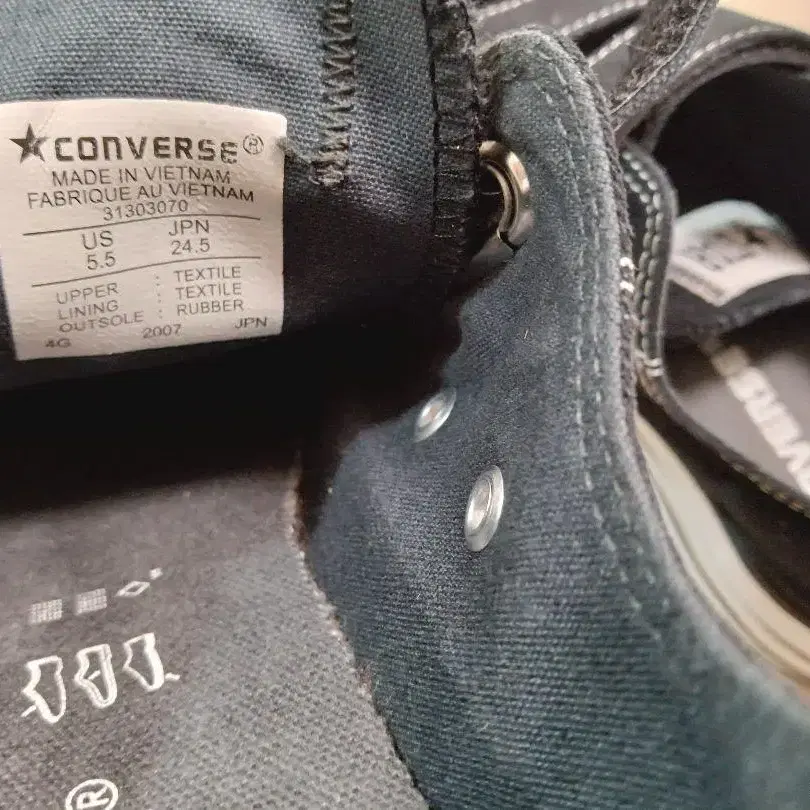 ★CONVERSE®
MADE IN VIETNAM
FABRIQUE AU VIETNAM
31303070
US JPN
5.5 24.5
UPPER : TEXTILE
LINING : TEXTILE
OUTSOLE : RUBBER
4G 2007 JPN
®